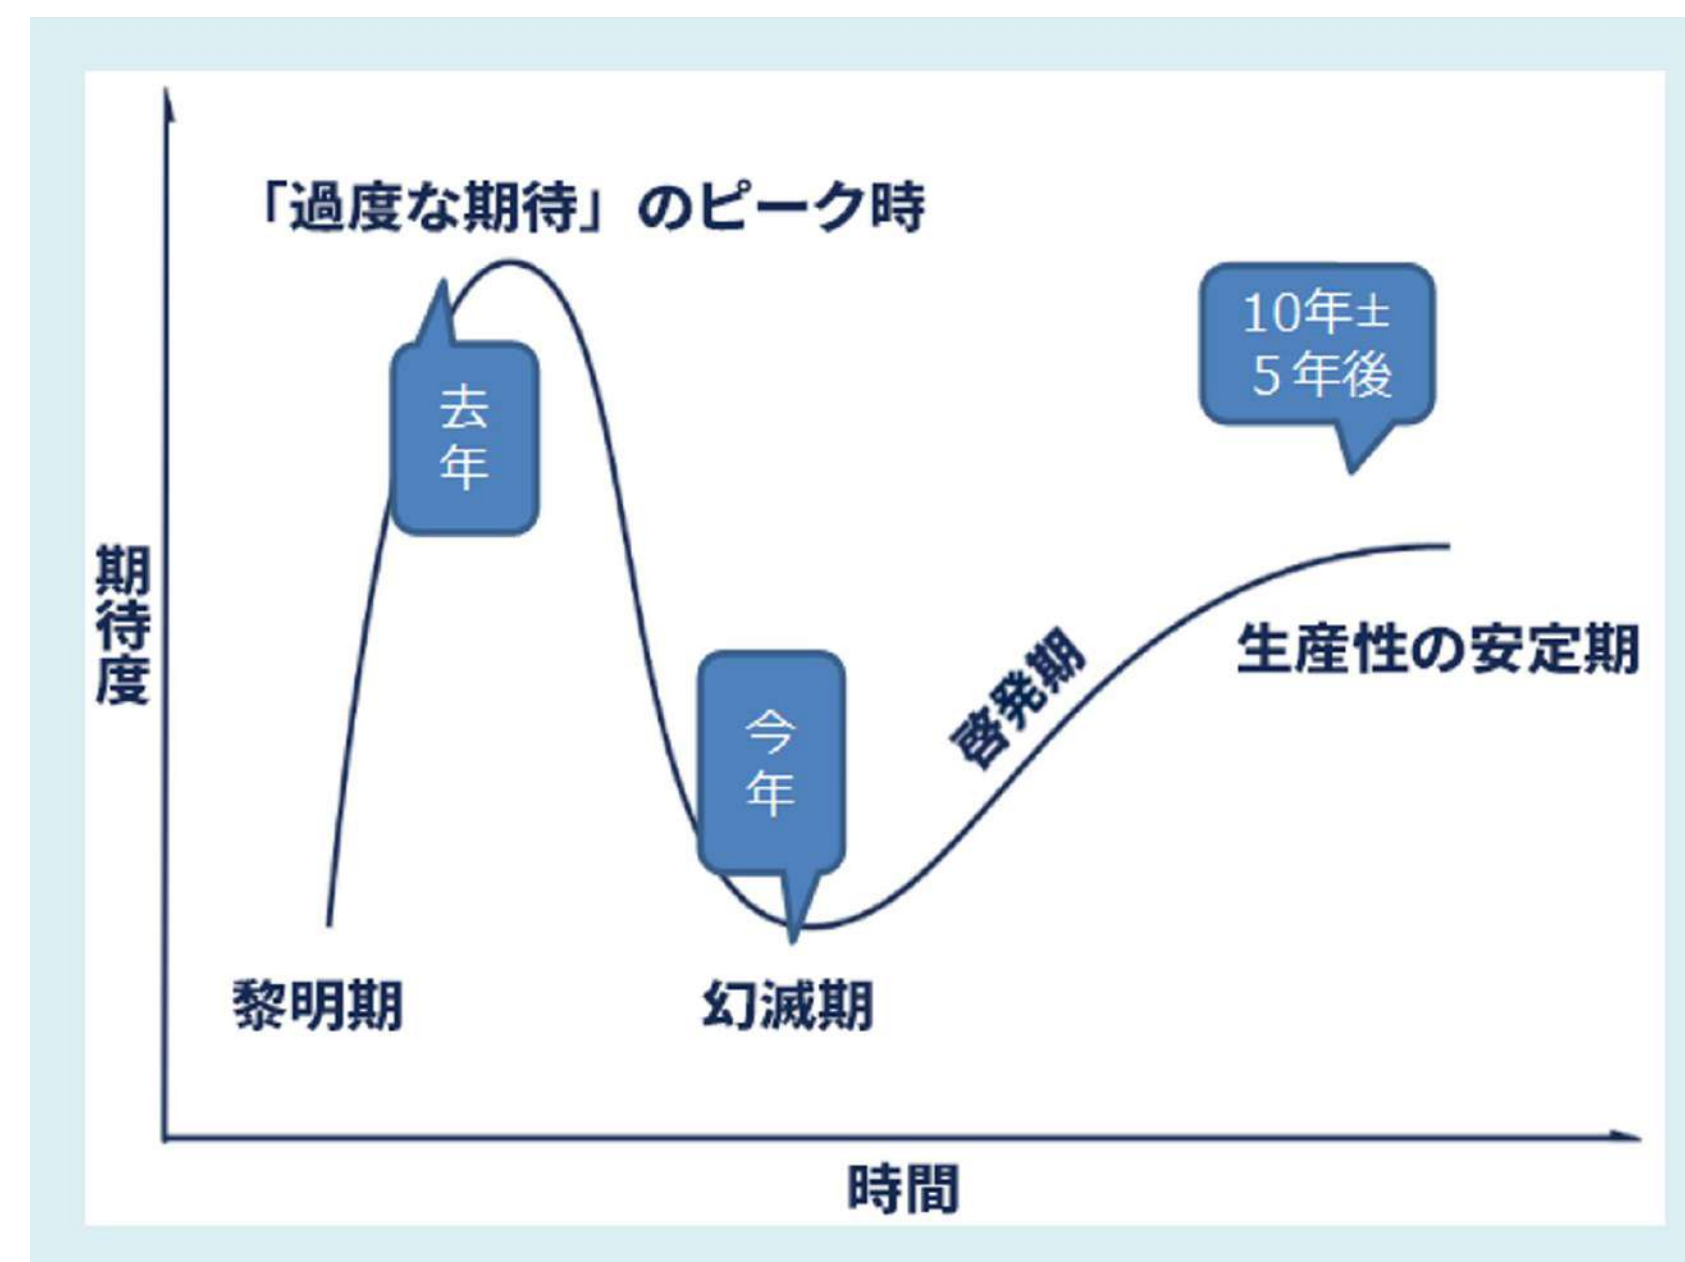 「過度な期待」のピーク時
10年±
５年後
去
年
期待度
生産性の安定期
啓発期
今
年
黎明期
幻滅期
時間